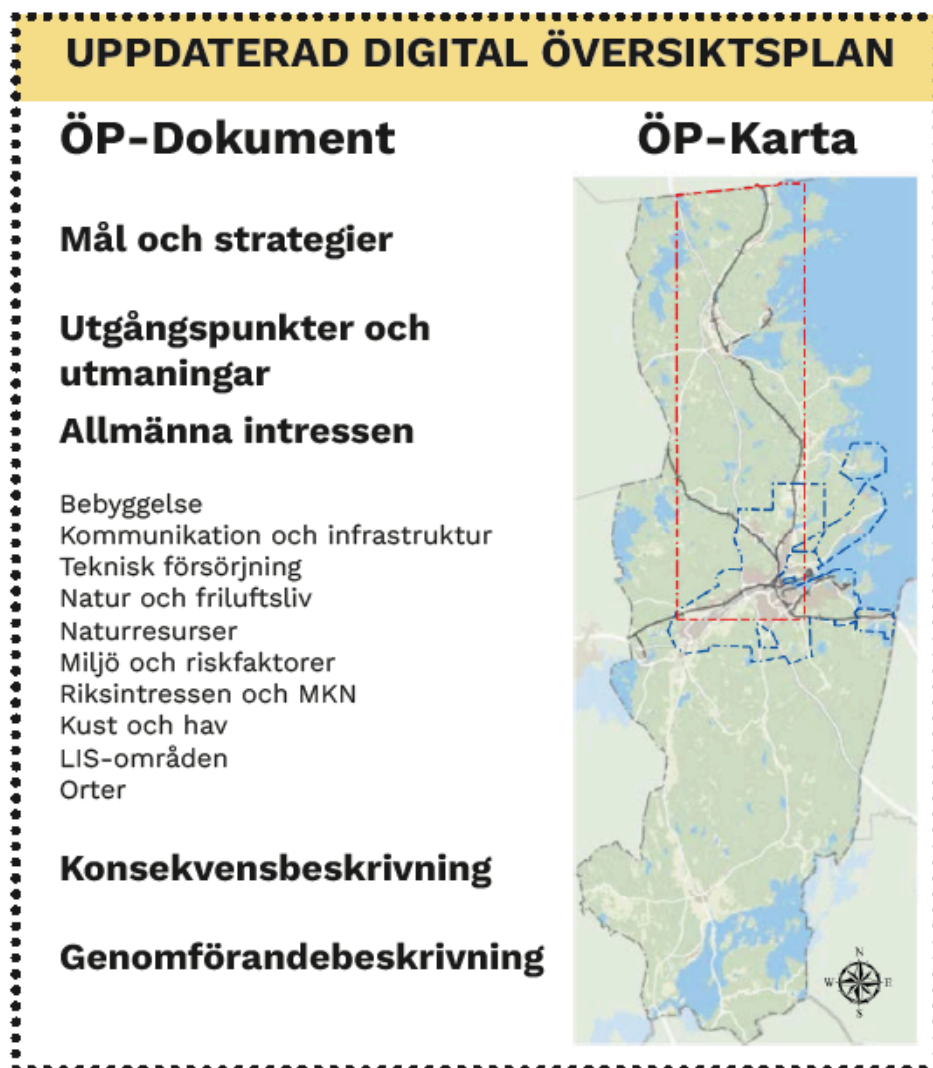 UPPDATERAD DIGITAL ÖVERSIKTSPLAN
ÖP-Dokument
ÖP-Karta
Mål och strategier
Utgångspunkter och
utmaningar
Allmänna intressen
Bebyggelse
Kommunikation och infrastruktur
Teknisk försörjning
Natur och friluftsliv
Naturresurser
Miljö och riskfaktorer
Riksintressen och MKN
Kust och hav
LIS-områden
Orter
Konsekvensbeskrivning
Genomförandebeskrivning
N
W
E
S